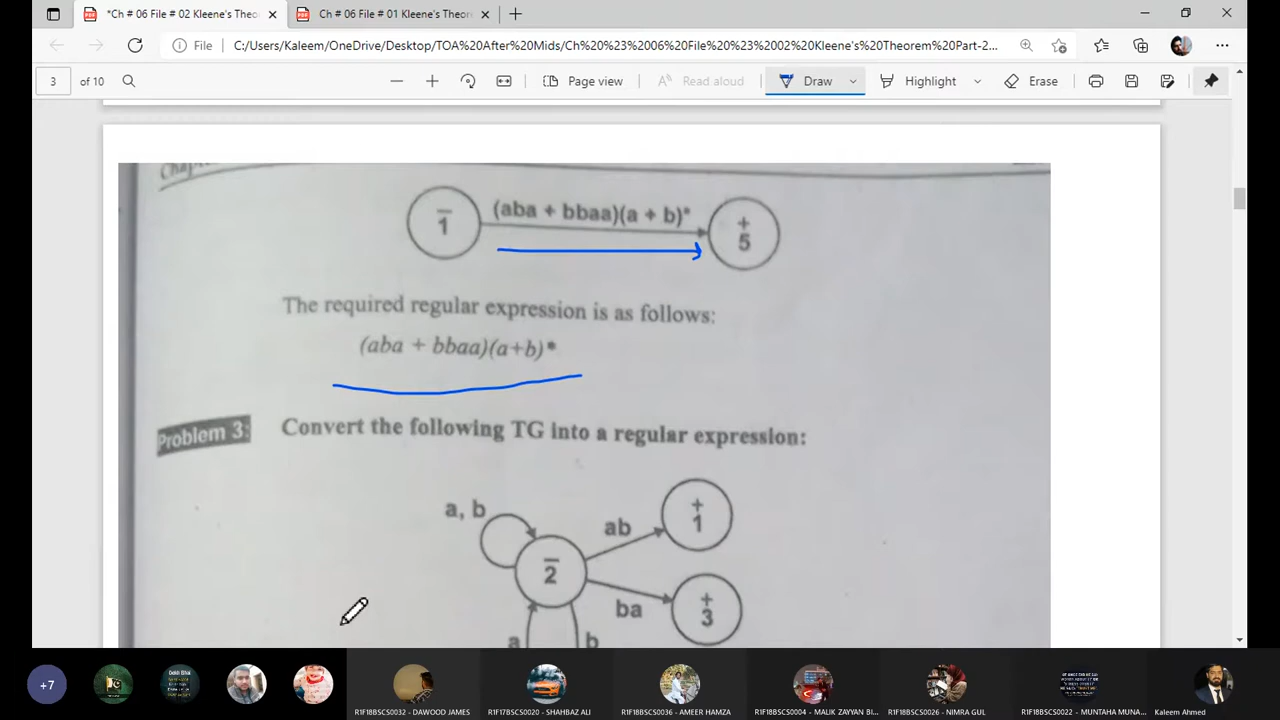 *Ch # 06 File # 02 Kleene's Theo
Ch # 06 File # 01 Kleene's Theore
File
C:/Users/Kaleem/OneDrive/Desktop/TOA%20After%20Mids/Ch%20%23%2006%20File%20%23%2002%20Kleene's%20Theorem%20Part-2...
3 of 10
Page view
Read aloud
Draw
Highlight
Erase
1
(aba + bbaa)(a + b)*
+
5
The required regular expression is as follows:
(aba + bbaa)(a+b)*
Problem 3:
Convert the following TG into a regular expression:
a, b
ab
+
1
2
ba
+
3
a
b
+7
R1F18BSCS0032 - DAWOOD JAMES
R1F17BSCS0020 - SHAHBAZ ALI
R1F18BSCS0036 - AMEER HAMZA
R1F18BSCS0004 - MALIK ZAYYAN BI...
R1F18BSCS0026 - NIMRA GUL
R1F18BSCS0022 - MUNTAHA MUNA...
Kaleem Ahmed